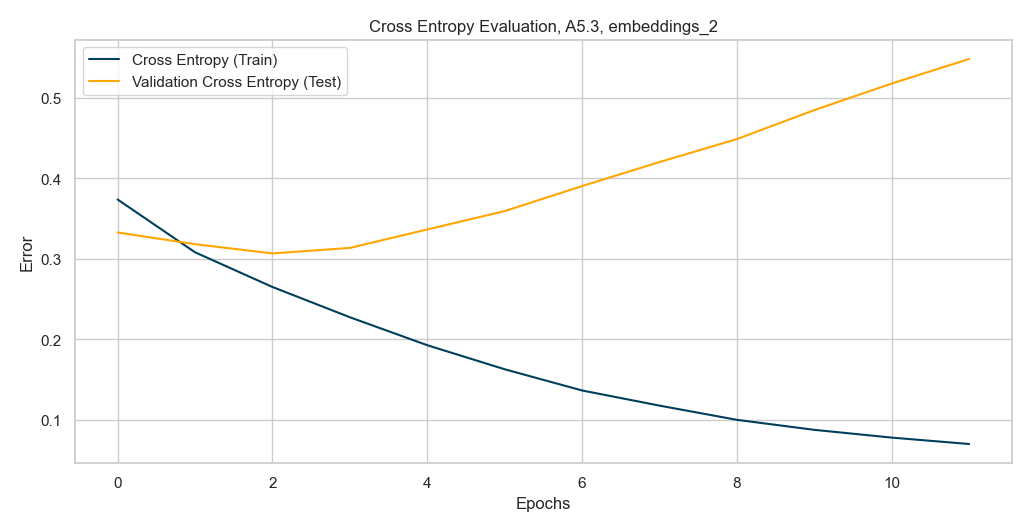 Cross Entropy Evaluation, A5.3, embeddings_2
Cross Entropy (Train)
Validation Cross Entropy (Test)
Error
0.5
0.4
0.3
0.2
0.1
0 2 4 6 8 10
Epochs